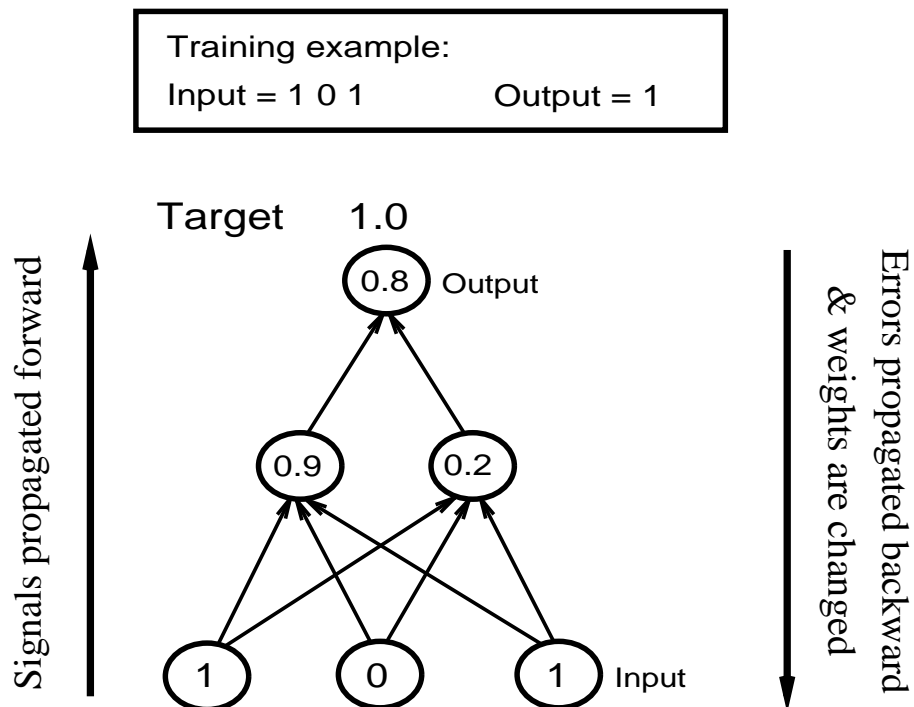 Training example:
Input = 1 0 1 Output = 1
Target 1.0
0.8 Output
0.9 0.2
1 0 1 Input
Signals propagated forward
Errors propagated backward
& weights are changed